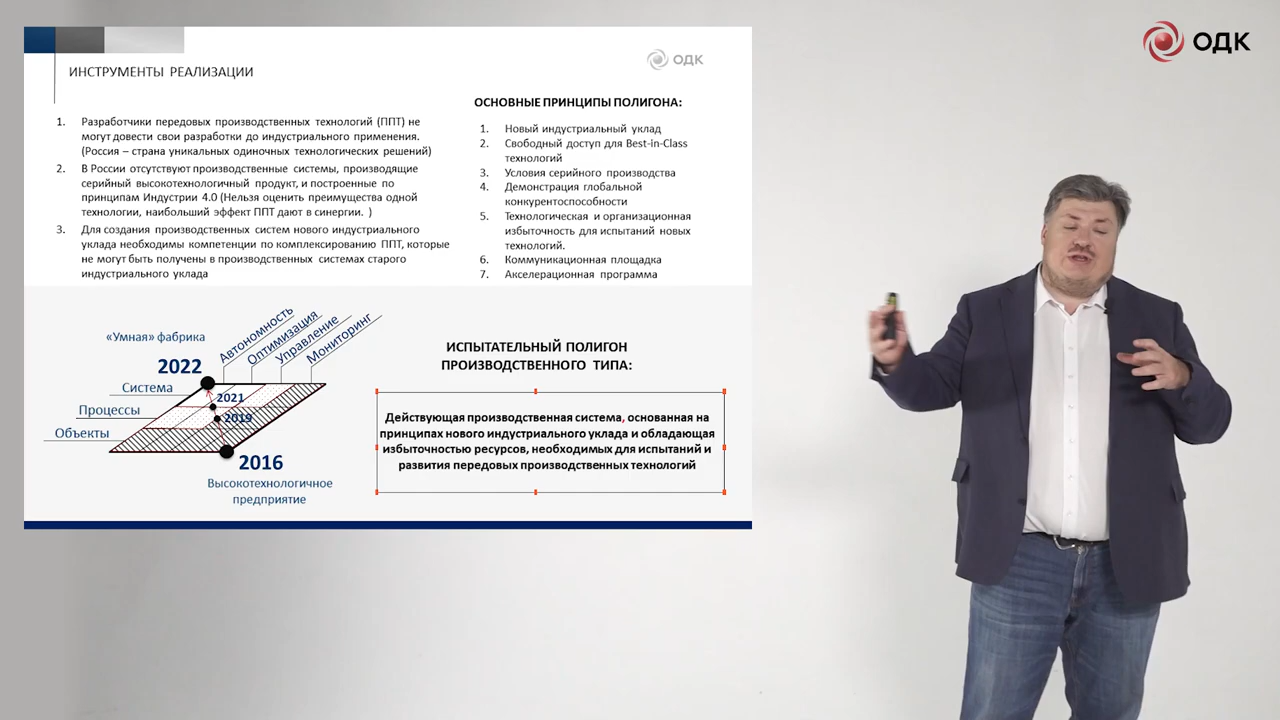 ОДК
ОДК
ИНСТРУМЕНТЫ РЕАЛИЗАЦИИ
1. Разработчики передовых производственных технологий (ППТ) не
могут довести свои разработки до индустриального применения.
(Россия – страна уникальных одиночных технологических решений)
2. В России отсутствуют производственные системы, производящие
серийный высокотехнологичный продукт, и построенные по
принципам Индустрии 4.0 (Нельзя оценить преимущества одной
технологии, наибольший эффект ППТ дают в синергии. )
3. Для создания производственных систем нового индустриального
уклада необходимы компетенции по комплексированию ППТ, которые
не могут быть получены в производственных системах старого
индустриального уклада
ОСНОВНЫЕ ПРИНЦИПЫ ПОЛИГОНА:
1. Новый индустриальный уклад
2. Свободный доступ для Best-in-Class
технологий
3. Условия серийного производства
4. Демонстрация глобальной
конкурентоспособности
5. Технологическая и организационная
избыточность для испытаний новых
технологий.
6. Коммуникационная площадка
7. Акселерационная программа
«Умная» фабрика
2022
Автономность
Оптимизация
Управление
Мониторинг
Система
Процессы
Объекты
2021
2019
2016
Высокотехнологичное
предприятие
ИСПЫТАТЕЛЬНЫЙ ПОЛИГОН
ПРОИЗВОДСТВЕННОГО ТИПА:
Действующая производственная система, основанная на
принципах нового индустриального уклада и обладающая
избыточностью ресурсов, необходимых для испытаний и
развития передовых производственных технологий